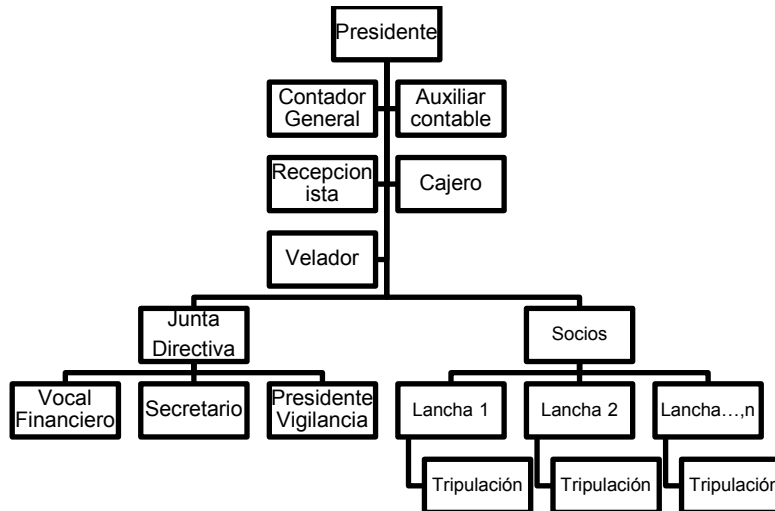 Presidente
Contador
General
Auxiliar
contable
Recepcion
ista
Cajero
Velador
Junta
Directiva
Socios
Vocal
Financiero
Secretario
Presidente
Vigilancia
Lancha 1
Lancha 2
Lancha…,n
Tripulación
Tripulación
Tripulación